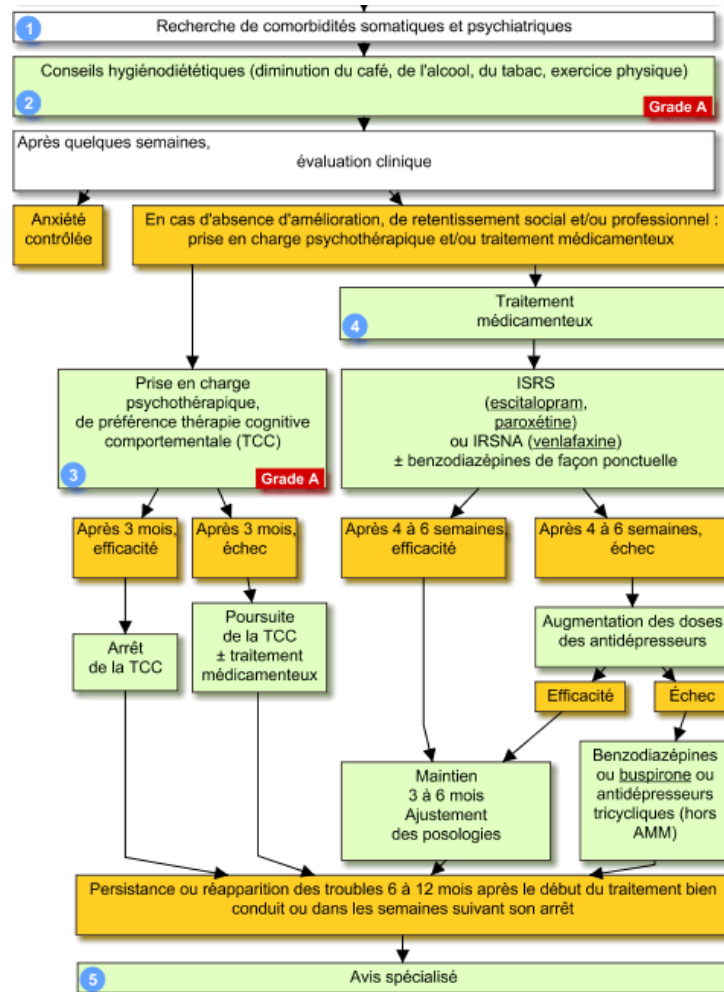 1
Recherche de comorbidités somatiques et psychiatriques
Conseils hygiénodiététiques (diminution du café, de l'alcool, du tabac, exercice physique)
2
Grade A
Après quelques semaines,
évaluation clinique
Anxiété
contrôlée
En cas d'absence d'amélioration, de retentissement social et/ou professionnel :
prise en charge psychothérapique et/ou traitement médicamenteux
Traitement
médicamenteux
4
Prise en charge
psychothérapique,
de préférence thérapie cognitive
comportementale (TCC)
3
Grade A
ISRS
(escitalopram,
paroxétine)
ou IRSNA (venlafaxine)
± benzodiazépines de façon ponctuelle
Après 3 mois,
efficacité
Après 3 mois,
échec
Après 4 à 6 semaines,
efficacité
Après 4 à 6 semaines,
échec
Arrêt
de la TCC
Poursuite
de la TCC
± traitement
médicamenteux
Augmentation des doses
des antidépresseurs
Efficacité
Échec
Maintien
3 à 6 mois
Ajustement
des posologies
Benzodiazépines
ou buspirone ou
antidépresseurs
tricycliques (hors
AMM)
Persistance ou réapparition des troubles 6 à 12 mois après le début du traitement bien
conduit ou dans les semaines suivant son arrêt
5
Avis spécialisé